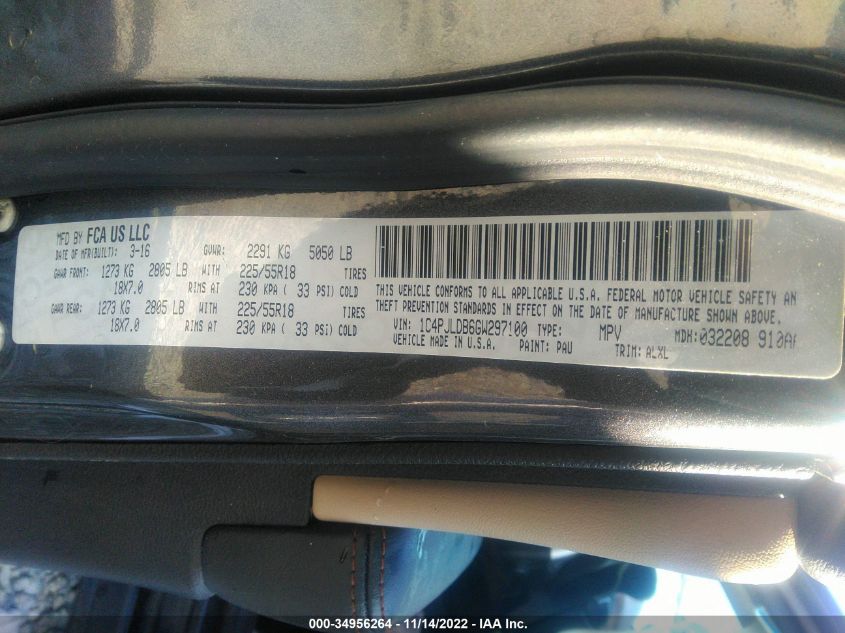 MFD BY FCA US LLC
DATE OF MFR(BUILT): 3-16 GVWR: 2291 KG 5050 LB
GAWR FRONT: 1273 KG 2805 LB WITH 225/55R18 TIRES
18X7.0 RIMS AT 230 KPA ( 33 PSI) COLD
GAWR REAR: 1273 KG 2805 LB WITH 225/55R18 TIRES
18X7.0 RIMS AT 230 KPA ( 33 PSI) COLD
THIS VEHICLE CONFORMS TO ALL APPLICABLE U.S.A. FEDERAL MOTOR VEHICLE SAFETY AN
THEFT PREVENTION STANDARDS IN EFFECT ON THE DATE OF MANUFACTURE SHOWN ABOVE.
VIN: 1C4PJLDB6GW297100 TYPE: MPV MDH:032208 910A
VEHICLE MADE IN U.S.A. PAINT: PAU TRIM: ALXL
000-34956264 - 11/14/2022 - IAA Inc.